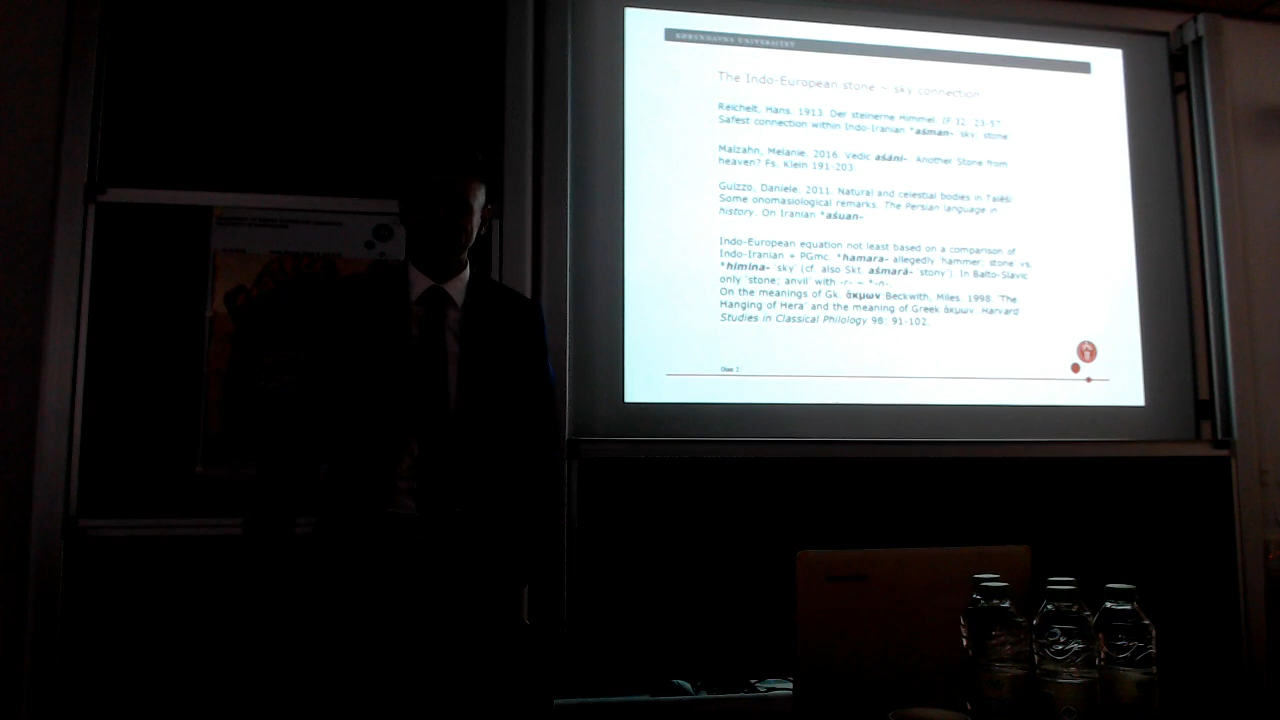 KØBENHAVNS UNIVERSITET
The Indo-European stone ~ sky connection
Reichelt, Hans. 1913. Der steinerne Himmel. IF 32: 23-57.
Safest connection within Indo-Iranian *aśman- 'sky; stone'
Malzahn, Melanie. 2016. Vedic aśáni-: Another Stone from
heaven? Fs. Klein 191-203.
Guizzo, Daniele. 2011. Natural and celestial bodies in Tālešī:
Some onomasiological remarks. The Persian language in
history. On Iranian *aśuan-
Indo-European equation not least based on a comparison of
Indo-Iranian + PGmc. *hamara- allegedly 'hammer; stone' vs.
*himina- 'sky' (cf. also Skt. aśmará- 'stony'). In Balto-Slavic
only 'stone; anvil' with -r- ~ *-n-.
On the meanings of Gk. ἄκμων Beckwith, Miles. 1998. 'The
Hanging of Hera' and the meaning of Greek ἄκμων. Harvard
Studies in Classical Philology 98: 91-102.